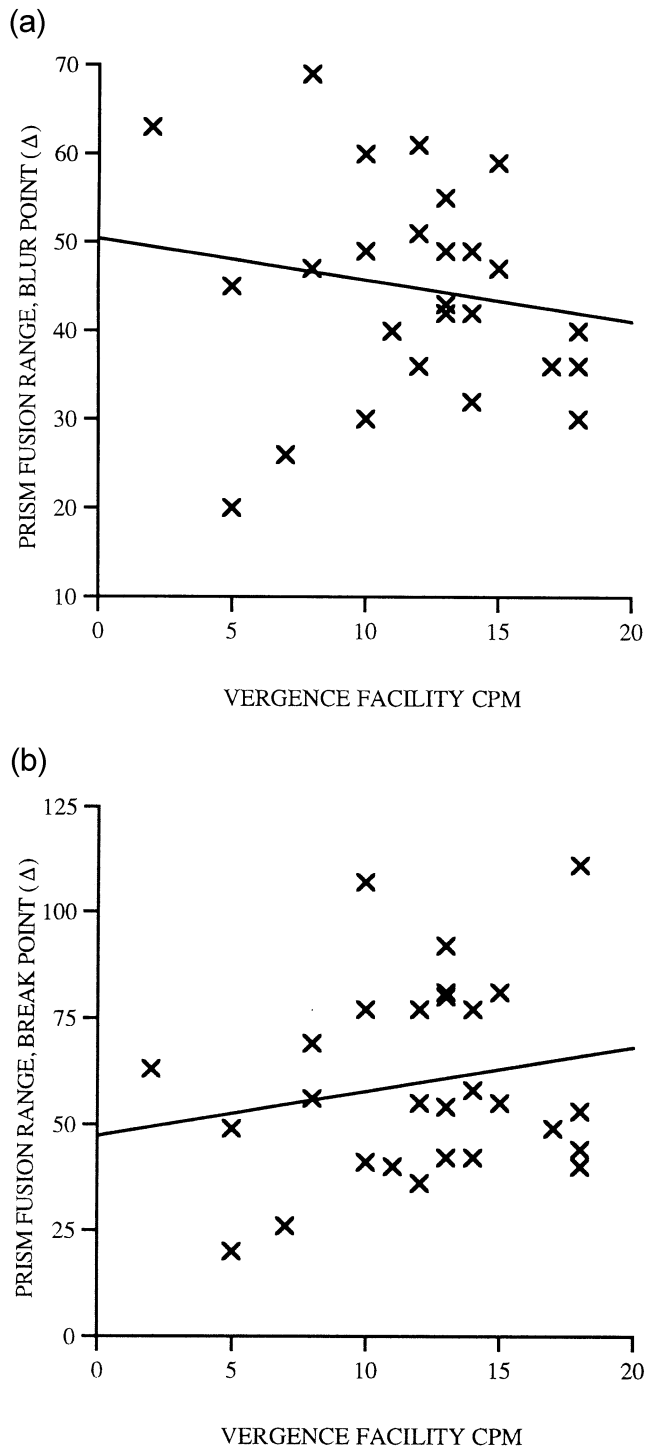 (a)
PRISM FUSION RANGE, BLUR POINT (Δ)
70
60
50
40
30
20
10
0 5 10 15 20
VERGENCE FACILITY CPM
(b)
PRISM FUSION RANGE, BREAK POINT (Δ)
125
100
75
50
25
0
0 5 10 15 20
VERGENCE FACILITY CPM